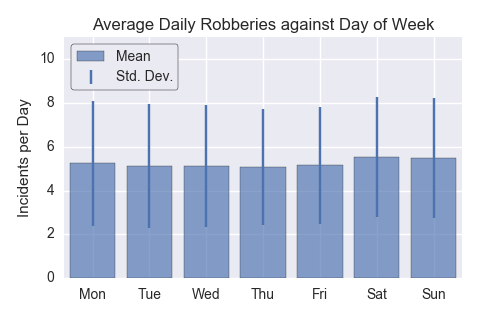 Average Daily Robberies against Day of Week
Mean
Std. Dev.
Incidents per Day
10
8
6
4
2
0
Mon Tue Wed Thu Fri Sat Sun